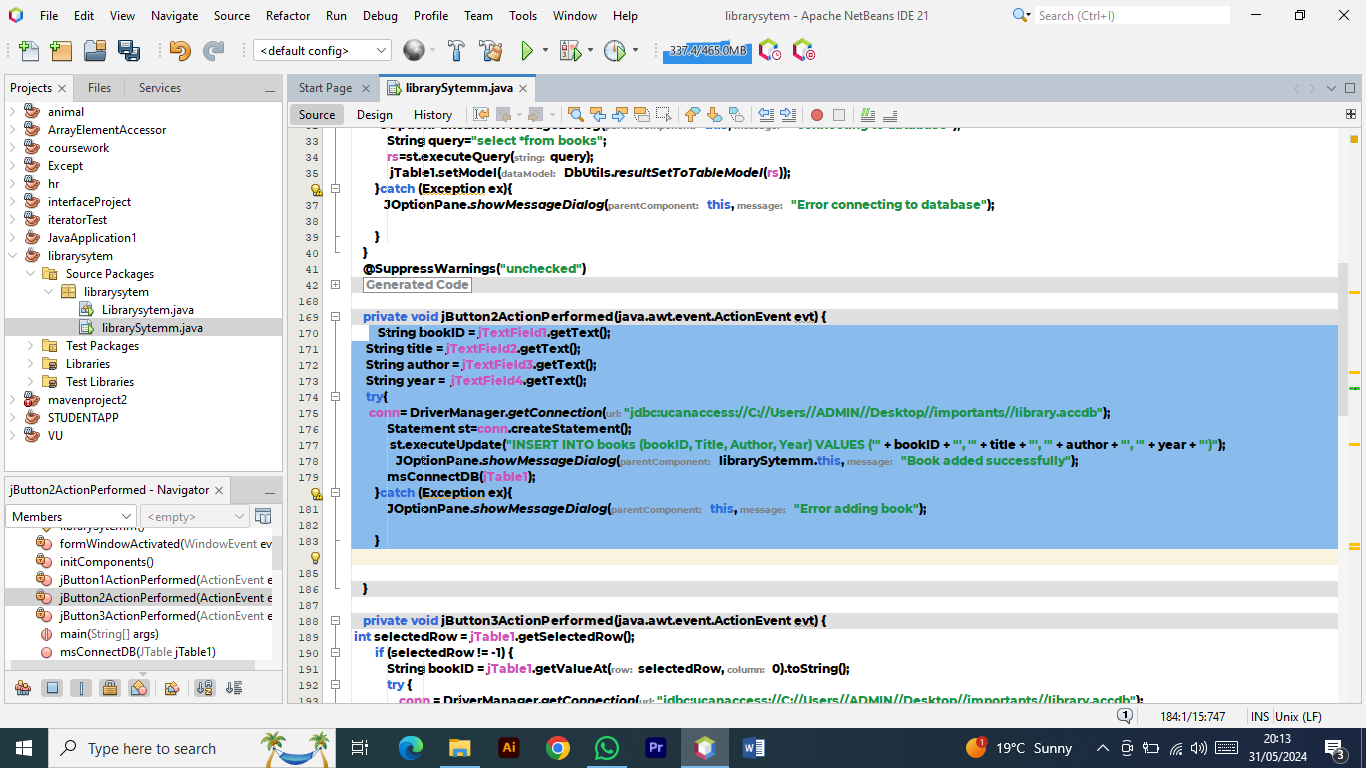 File Edit View Navigate Source Refactor Run Debug Profile Team Tools Window Help librarysytem - Apache NetBeans IDE 21 Search (Ctrl+I)
<default config> 337.4/465.0MB
Projects Files Services
Start Page librarySytemm.java
Source Design History
animal
ArrayElementAccessor
coursework
Except
hr
interfaceProject
iteratorTest
JavaApplication1
librarysytem
Source Packages
librarysytem
Librarysytem.java
librarySytemm.java
Test Packages
Libraries
Test Libraries
mavenproject2
STUDENTAPP
VU
jButton2ActionPerformed - Navigator
Members <empty>
formWindowActivated(WindowEvent ev
initComponents()
jButton1ActionPerformed(ActionEvent e
jButton2ActionPerformed(ActionEvent e
jButton3ActionPerformed(ActionEvent e
main(String[] args)
msConnectDB(JTable jTable1)
33 String query="select *from books";
34 rs=st.executeQuery(string: query);
35 jTable1.setModel(dataModel: DbUtils.resultSetToTableModel(rs));
}catch (Exception ex){
37 JOptionPane.showMessageDialog(parentComponent: this, message: "Error connecting to database");
38
39 }
40 }
41 @SuppressWarnings("unchecked")
42 Generated Code
168
169 private void jButton2ActionPerformed(java.awt.event.ActionEvent evt) {
170 String bookID = jTextField1.getText();
171 String title = jTextField2.getText();
172 String author = jTextField3.getText();
173 String year = jTextField4.getText();
174 try{
175 conn= DriverManager.getConnection(url: "jdbc:ucanaccess://C://Users//ADMIN//Desktop//importants//library.accdb");
176 Statement st=conn.createStatement();
177 st.executeUpdate("INSERT INTO books (bookID, Title, Author, Year) VALUES ('" + bookID + "', '" + title + "', '" + author + "', '" + year + "')");
178 JOptionPane.showMessageDialog(parentComponent: librarySytemm.this, message: "Book added successfully");
179 msConnectDB(jTable1);
}catch (Exception ex){
181 JOptionPane.showMessageDialog(parentComponent: this, message: "Error adding book");
182
183 }
185
186 }
187
188 private void jButton3ActionPerformed(java.awt.event.ActionEvent evt) {
189 int selectedRow = jTable1.getSelectedRow();
190 if (selectedRow != -1) {
191 String bookID = jTable1.getValueAt(row: selectedRow, column: 0).toString();
192 try {
193 conn = DriverManager.getConnection(url: "jdbc:ucanaccess://C://Users//ADMIN//Desktop//importants//library.accdb");
1 184:1/15:747 INS Unix (LF)
Type here to search 1 19°C Sunny 20:13
31/05/2024 3